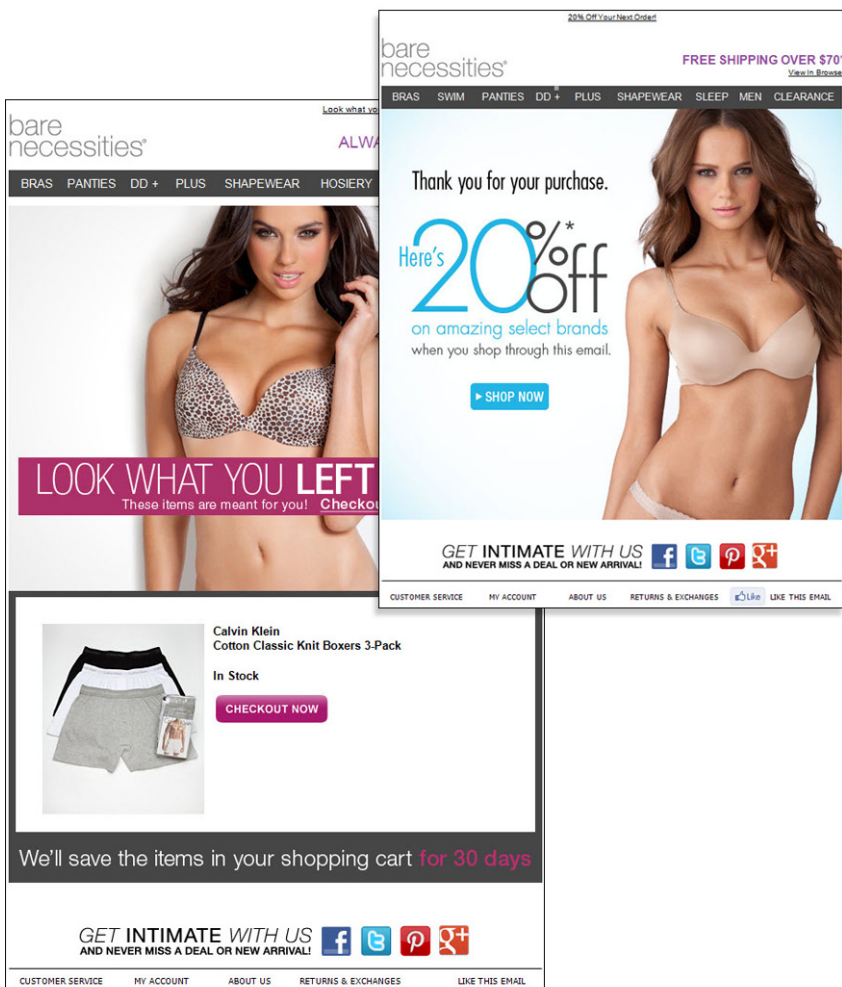 20% Off Your Next Order!
bare
necessities®
FREE SHIPPING OVER $70*
View In Browse
BRAS SWIM PANTIES DD + PLUS SHAPEWEAR SLEEP MEN CLEARANCE
Thank you for your purchase.
Here's 20%* off
on amazing select brands
when you shop through this email.
SHOP NOW
GET INTIMATE WITH US
AND NEVER MISS A DEAL OR NEW ARRIVAL!
CUSTOMER SERVICE MY ACCOUNT ABOUT US RETURNS & EXCHANGES Like LIKE THIS EMAIL
Look what yo
bare
necessities®
ALWA
BRAS PANTIES DD + PLUS SHAPEWEAR HOSIERY
LOOK WHAT YOU LEFT
These items are meant for you! Checkou
Calvin Klein
Cotton Classic Knit Boxers 3-Pack
In Stock
CHECKOUT NOW
We'll save the items in your shopping cart for 30 days
GET INTIMATE WITH US
AND NEVER MISS A DEAL OR NEW ARRIVAL!
CUSTOMER SERVICE MY ACCOUNT ABOUT US RETURNS & EXCHANGES LIKE THIS EMAIL